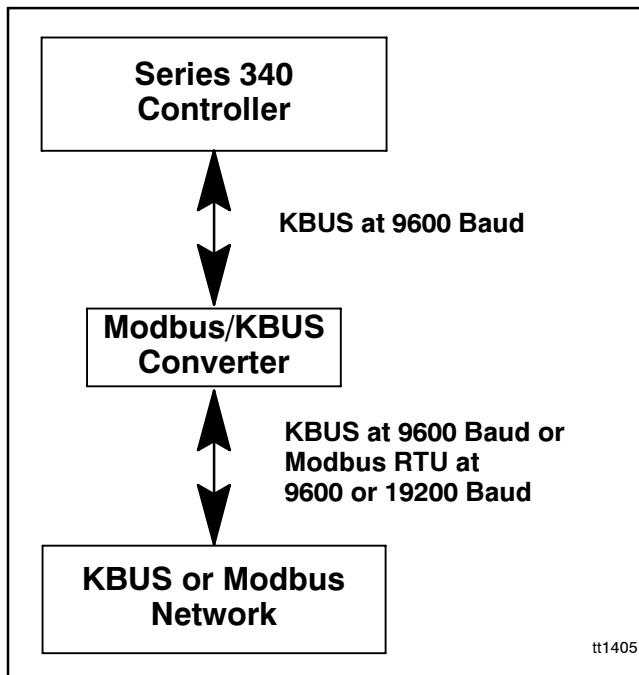 Series 340
Controller
KBUS at 9600 Baud
Modbus/KBUS
Converter
KBUS at 9600 Baud or
Modbus RTU at
9600 or 19200 Baud
KBUS or Modbus
Network
tt1405